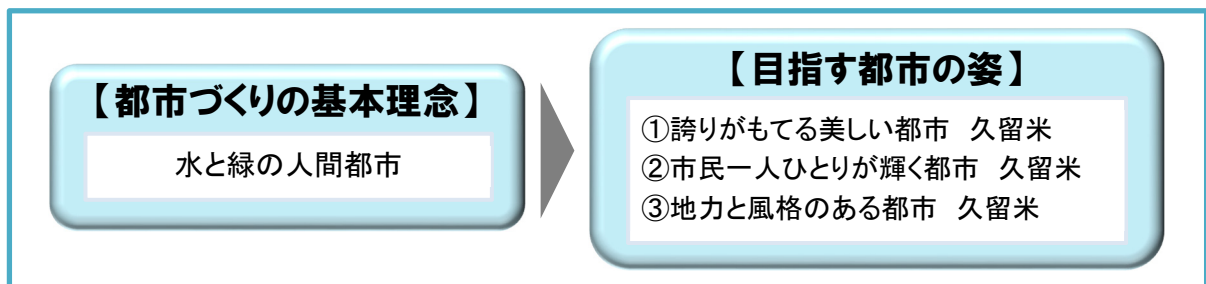 【都市づくりの基本理念】
水と緑の人間都市
【目指す都市の姿】
①誇りがもてる美しい都市　久留米
②市民一人ひとりが輝く都市　久留米
③地力と風格のある都市　久留米